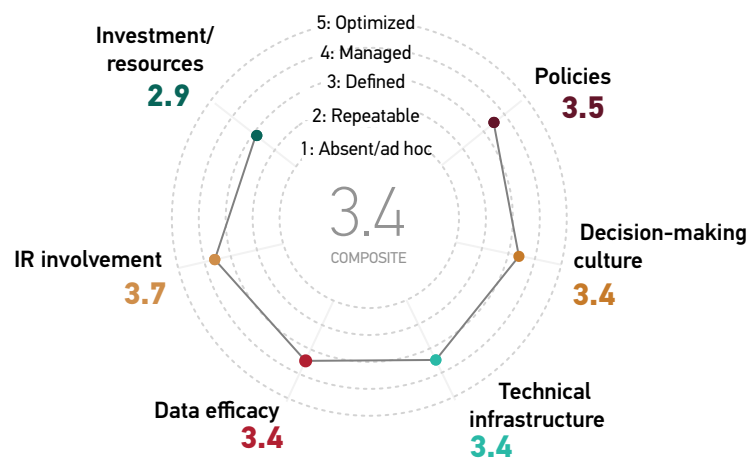 5: Optimized
4: Managed
3: Defined
2: Repeatable
1: Absent/ad hoc
3.4
COMPOSITE
Investment/
resources
2.9
Policies
3.5
IR involvement
3.7
Decision-making
culture
3.4
Data efficacy
3.4
Technical
infrastructure
3.4